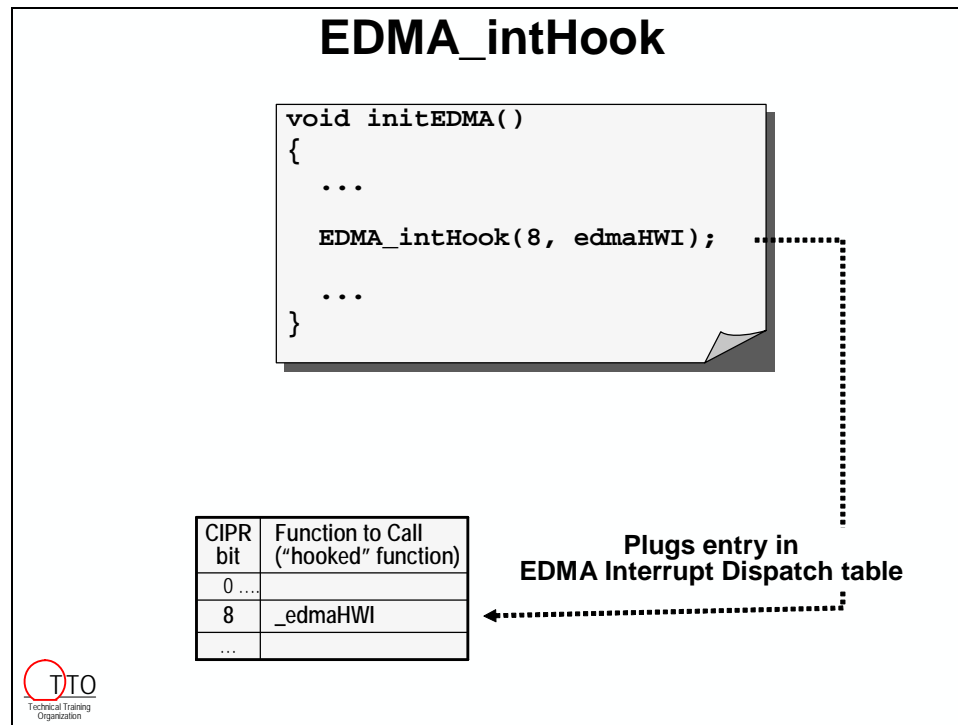 EDMA_intHook
void initEDMA()
{
...
EDMA_intHook(8, edmaHWI);
...
}
CIPR bit
Function to Call
("hooked" function)
0 ....
8 _edmaHWI
...
Plugs entry in
EDMA Interrupt Dispatch table
TTO
Technical Training
Organization